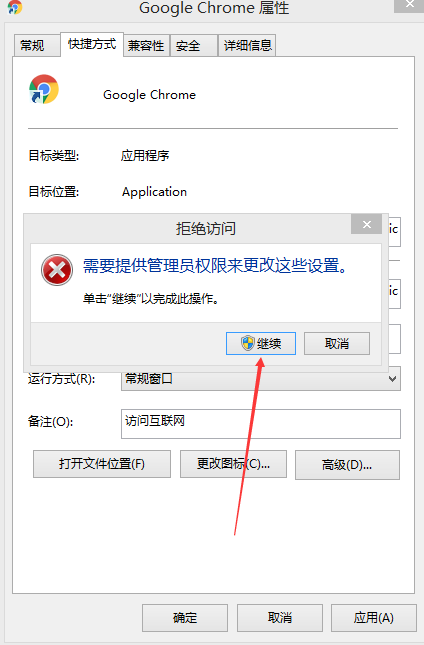 Google Chrome 属性
常规 快捷方式 兼容性 安全 详细信息
Google Chrome
目标类型: 应用程序
目标位置: Application
拒绝访问
ic
需要提供管理员权限来更改这些设置。
单击"继续"以完成此操作。
ic
继续 取消
运行方式(R): 常规窗口
备注(O): 访问互联网
打开文件位置(F) 更改图标(C)... 高级(D)...
确定 取消 应用(A)